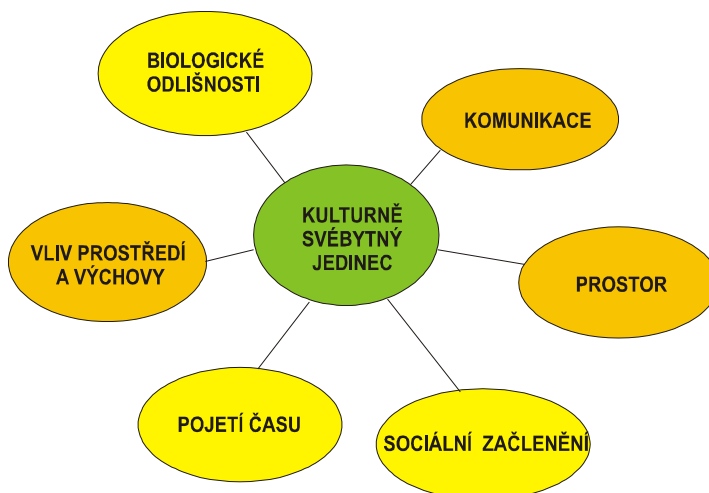 BIOLOGICKÉ
ODLIŠNOSTI
KOMUNIKACE
KULTURNĚ
SVÉBYTNÝ
JEDINEC
VLIV PROSTŘEDÍ
A VÝCHOVY
PROSTOR
POJETÍ ČASU
SOCIÁLNÍ ZAČLENĚNÍ